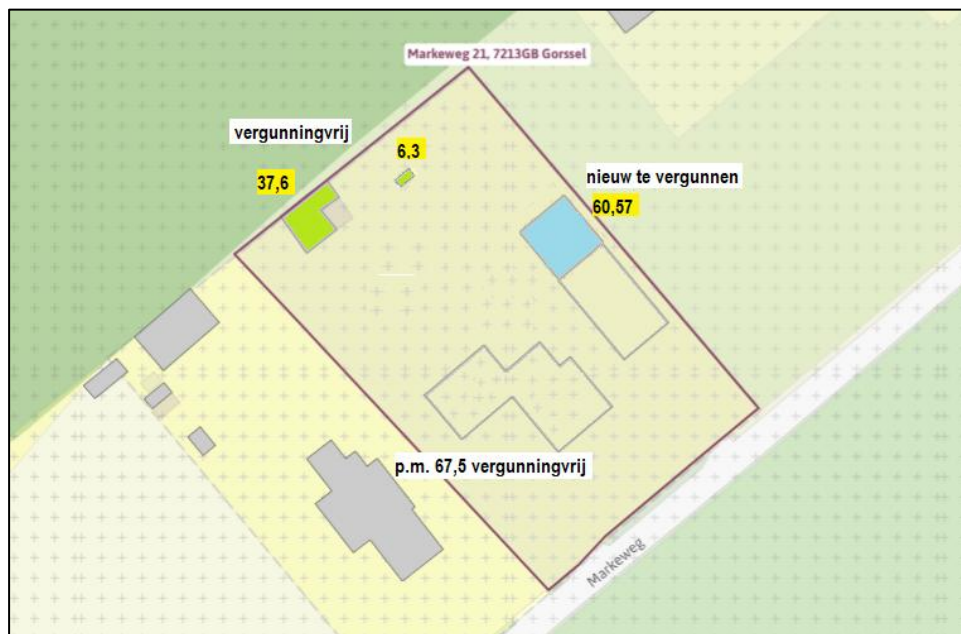 Markeweg 21, 7213GB Gorssel
vergunningvrij
6,3
37,6
nieuw te vergunnen
60,57
p.m. 67,5 vergunningvrij
Markeweg